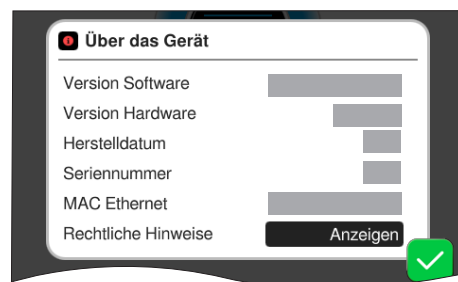 Über das Gerät
Version Software
Version Hardware
Herstelldatum
Seriennummer
MAC Ethernet
Rechtliche Hinweise Anzeigen